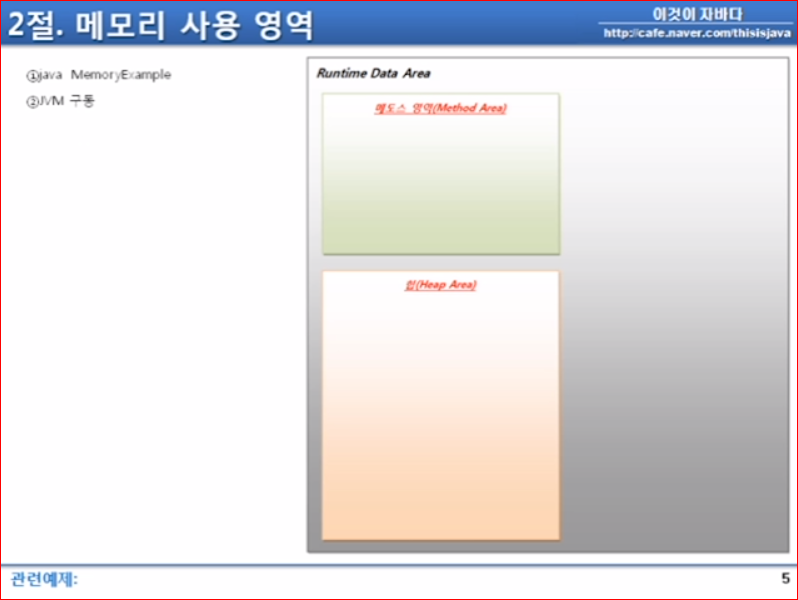 2절. 메모리 사용 영역
이것이 자바다
http://cafe.naver.com/thisisjava
①java MemoryExample
②JVM 구동
Runtime Data Area
메도스 영역(Method Area)
힙(Heap Area)
관련예제:
5